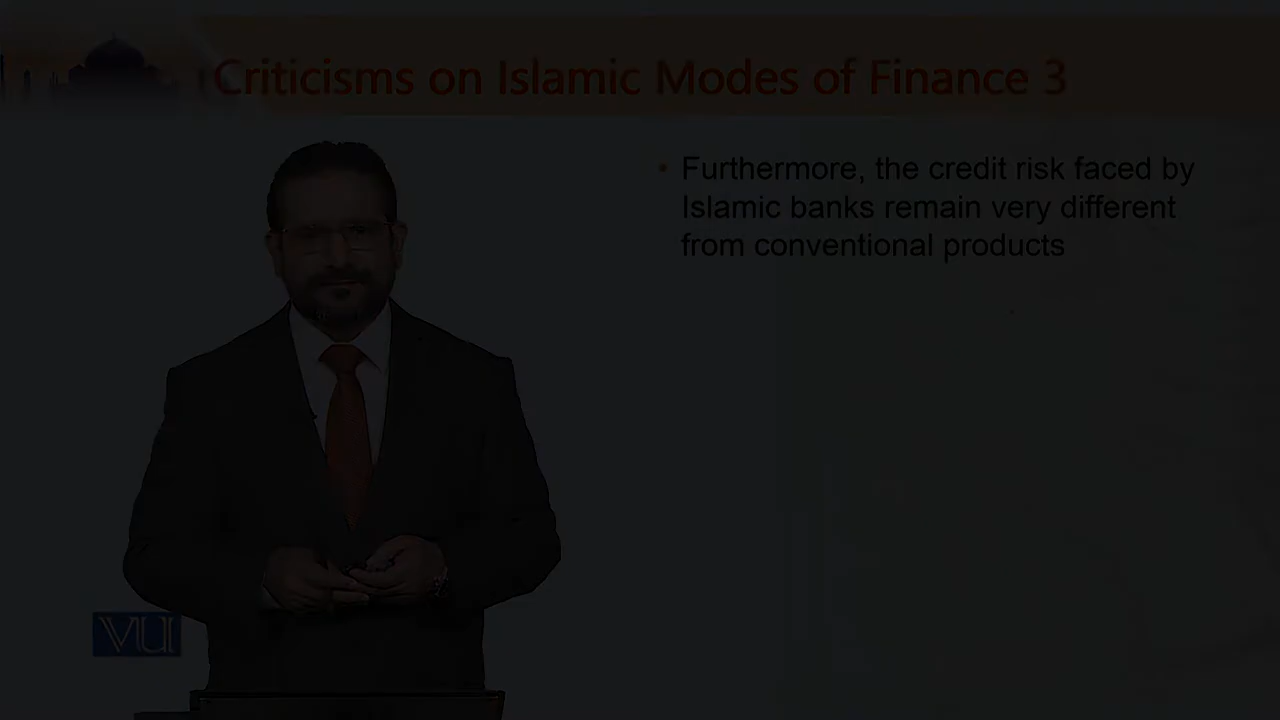 Criticisms on Islamic Modes of Finance 3
• Furthermore, the credit risk faced by
Islamic banks remain very different
from conventional products
VU